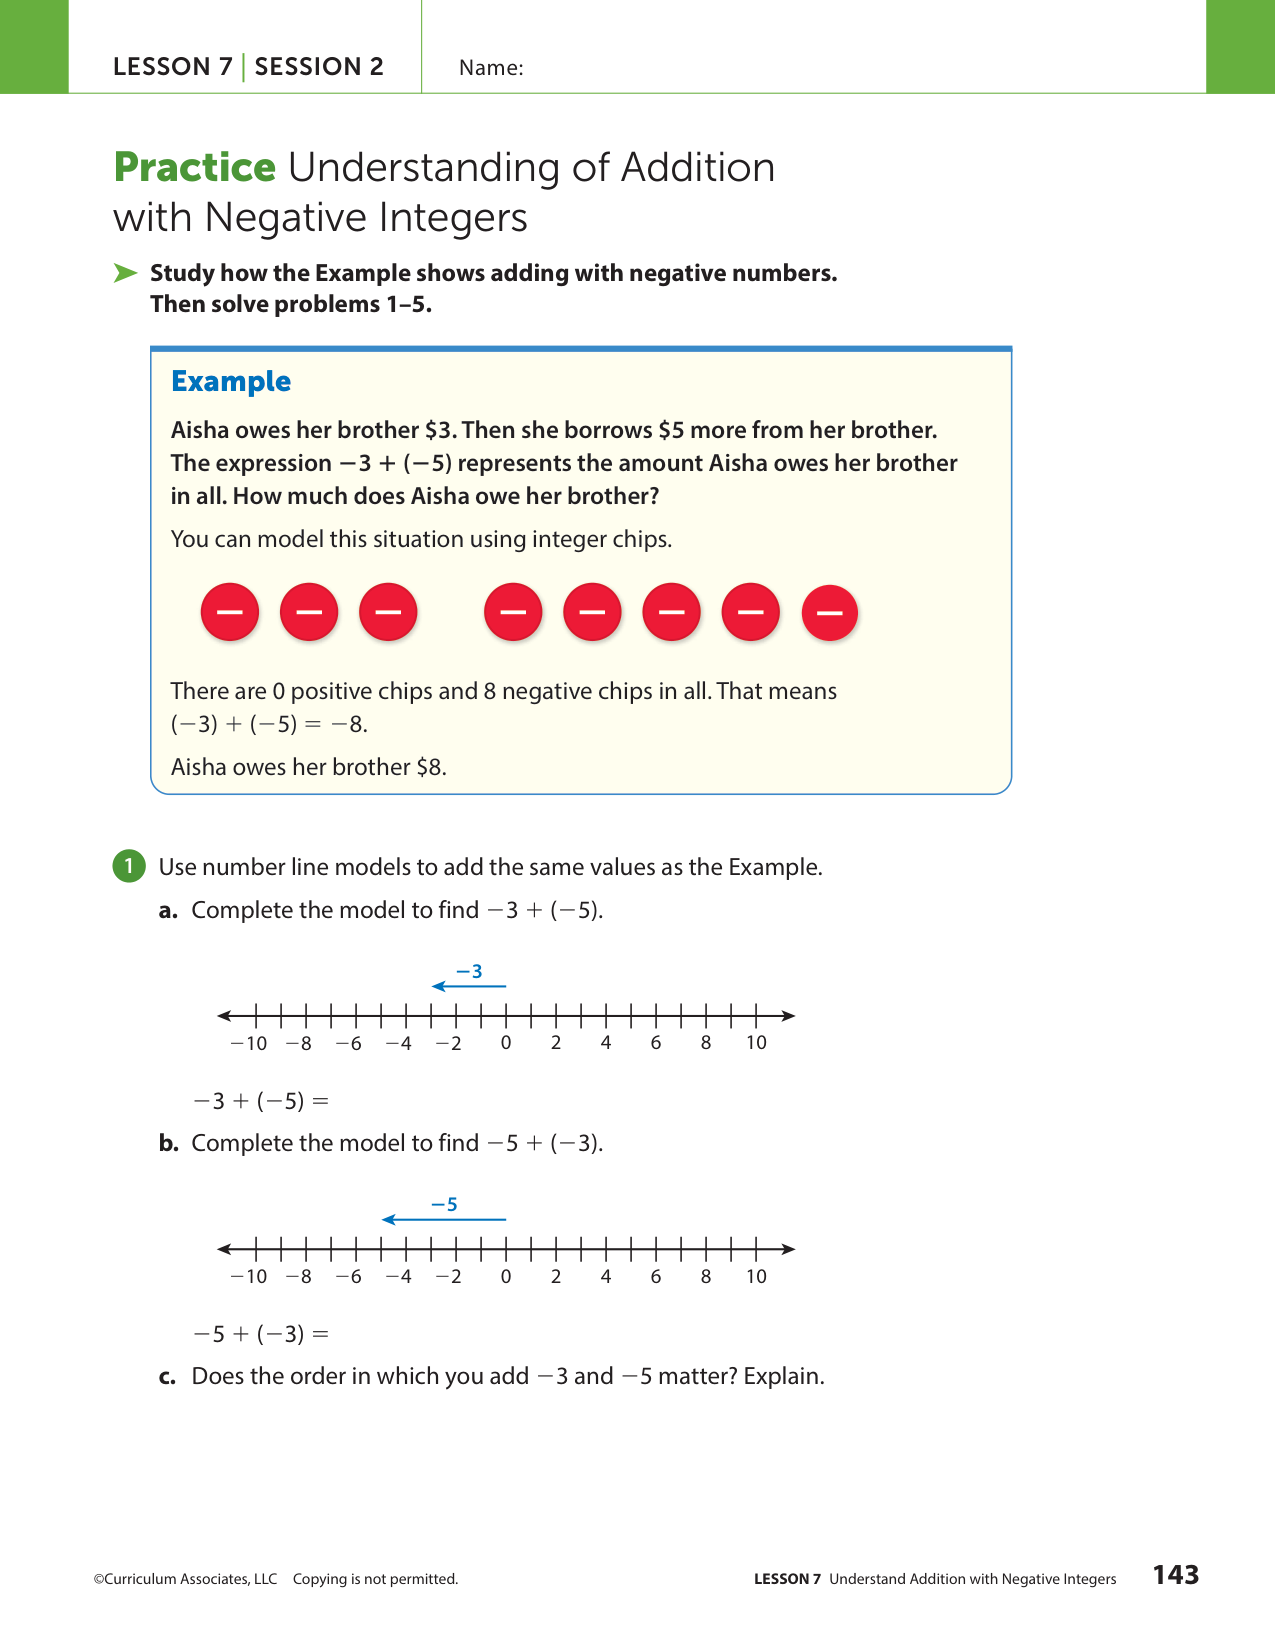 LESSON 7 | SESSION 2
Name:
Practice Understanding of Addition
with Negative Integers
Study how the Example shows adding with negative numbers.
Then solve problems 1–5.
Example
Aisha owes her brother $3. Then she borrows $5 more from her brother.
The expression −3 + (−5) represents the amount Aisha owes her brother
in all. How much does Aisha owe her brother?
You can model this situation using integer chips.
− − − − − − − −
There are 0 positive chips and 8 negative chips in all. That means
(−3) + (−5) = −8.
Aisha owes her brother $8.
1 Use number line models to add the same values as the Example.
a. Complete the model to find −3 + (−5).
−3
−10 −8 −6 −4 −2 0 2 4 6 8 10
−3 + (−5) =
b. Complete the model to find −5 + (−3).
−5
−10 −8 −6 −4 −2 0 2 4 6 8 10
−5 + (−3) =
c. Does the order in which you add −3 and −5 matter? Explain.
©Curriculum Associates, LLC Copying is not permitted.
LESSON 7 Understand Addition with Negative Integers 143